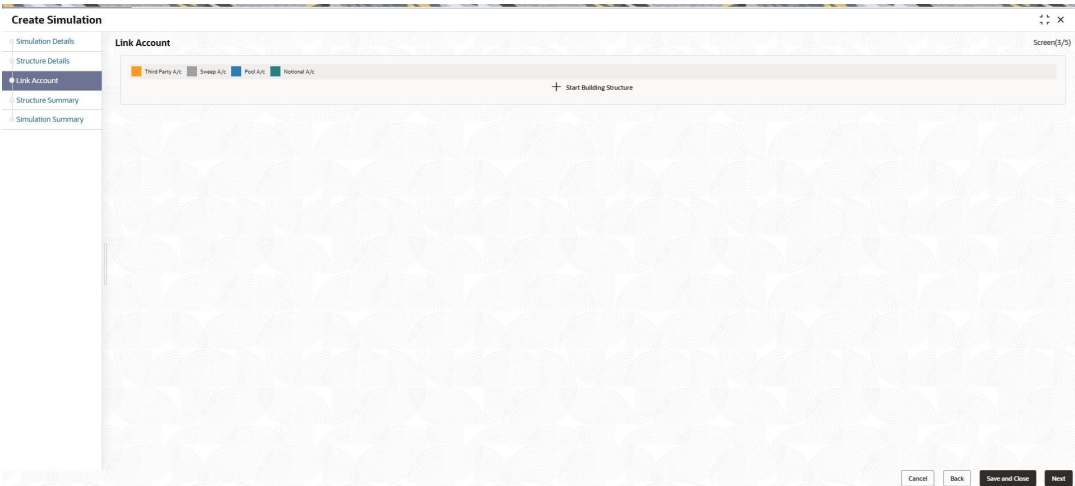 Create Simulation
Simulation Details
Structure Details
Link Account
Structure Summary
Simulation Summary
Link Account
Screen(3/5)
Third Party A/c Sweep A/c Pool A/c Notional A/c
+ Start Building Structure
Cancel Back Save and Close Next